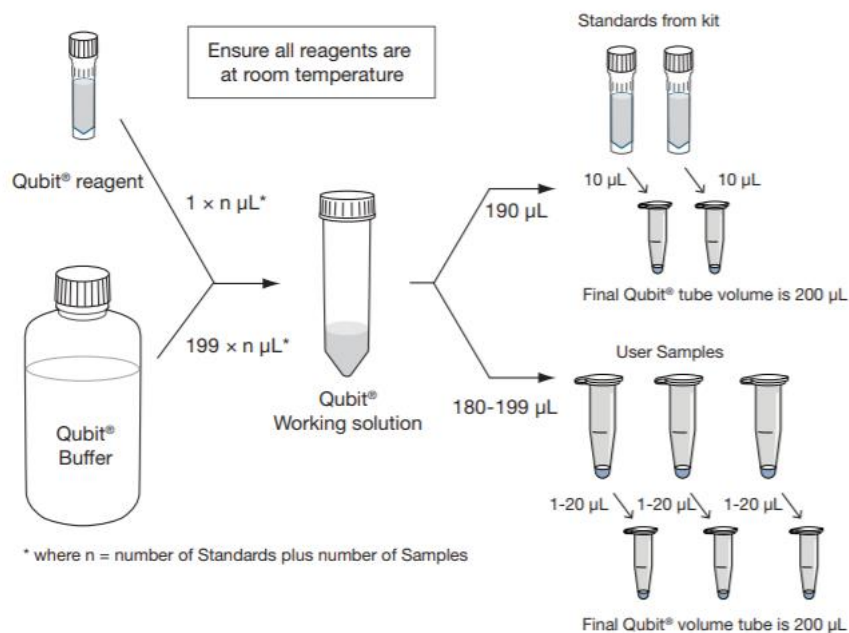 Standards from kit
Ensure all reagents are
at room temperature
Qubit® reagent
1 × n µL*
10 µL
10 µL
190 µL
Final Qubit® tube volume is 200 µL
199 × n µL*
User Samples
Qubit®
Working solution
180-199 µL
Qubit®
Buffer
1-20 µL
1-20 µL
1-20 µL
* where n = number of Standards plus number of Samples
Final Qubit® volume tube is 200 µL